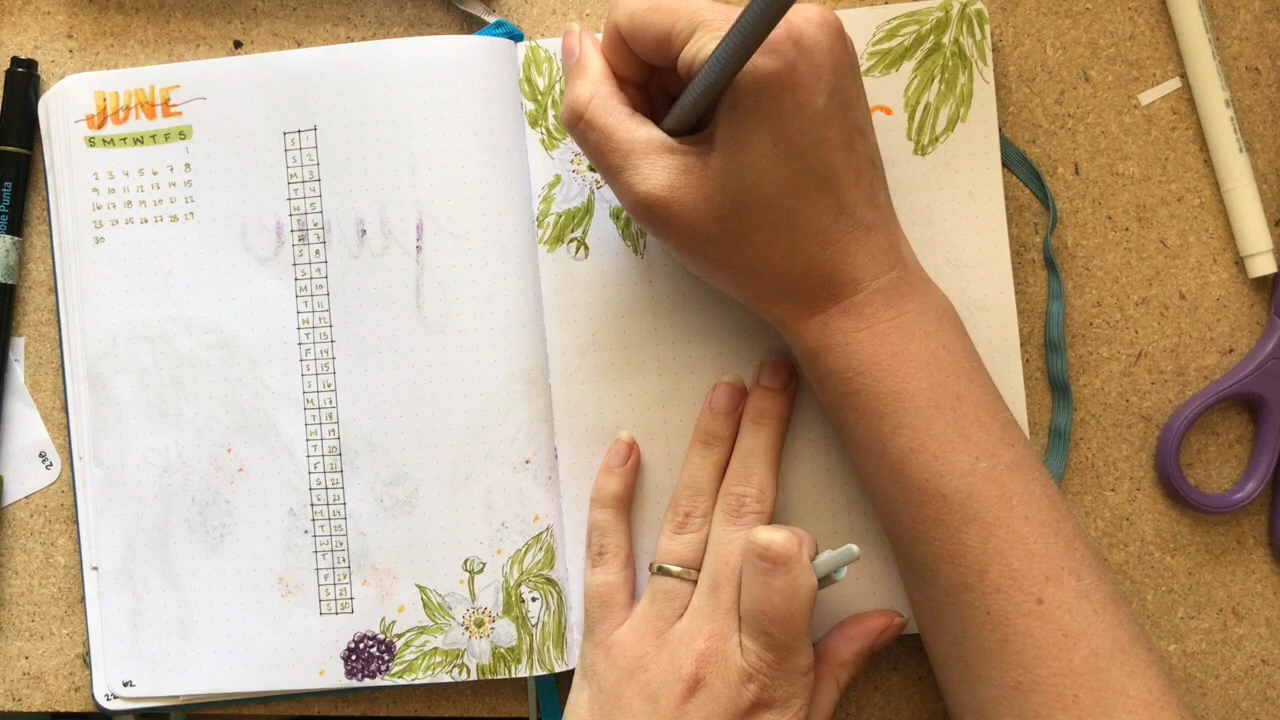 JUNE
june
S M T W T F S
1
2 3 4 5 6 7 8
9 10 11 12 13 14 15
16 17 18 19 20 21 22
23 24 25 26 27 28 29
30
S 1
S 2
M 3
T 4
W 5
T 6
F 7
S 8
S 9
M 10
T 11
W 12
T 13
F 14
S 15
S 16
M 17
T 18
W 19
T 20
F 21
S 22
S 23
M 24
T 25
W 26
T 27
F 28
S 29
S 30
62
Punta